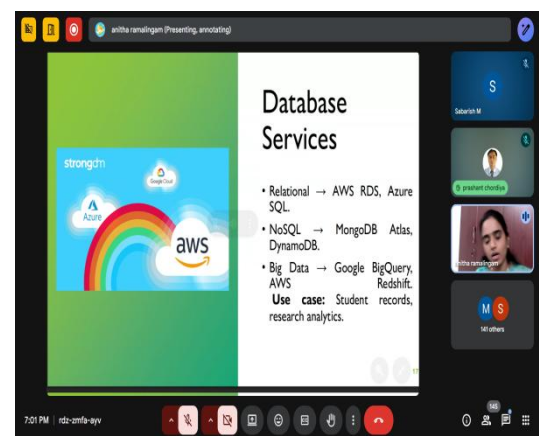 anitha ramalingam (Presenting, annotating)
strongdm
Google Cloud
Azure
aws
Database
Services
• Relational → AWS RDS, Azure
SQL.
• NoSQL → MongoDB Atlas,
DynamoDB.
• Big Data → Google BigQuery,
AWS Redshift.
Use case: Student records,
research analytics.
S
Sabarish M
prashant chordiya
anitha ramalingam
M S
141 others
7:01 PM | rdz-zmfa-ayv
145